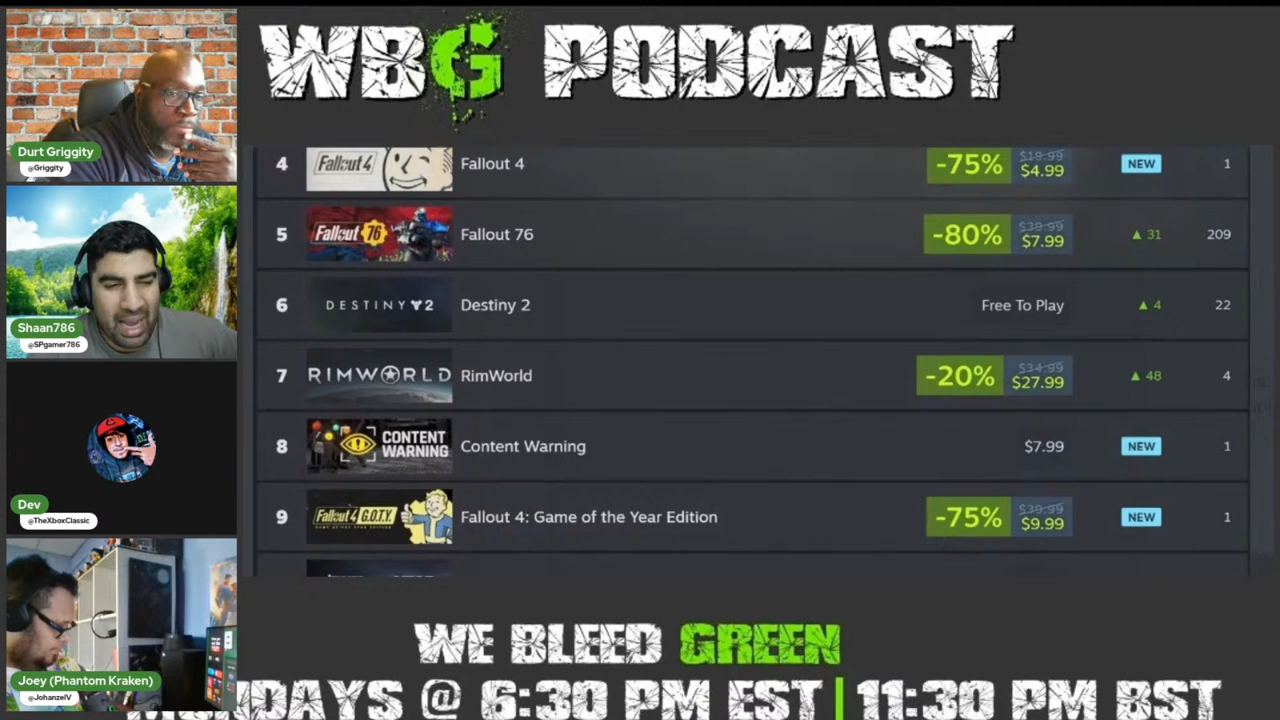 WBG PODCAST
Durt Griggity
@Griggity
Shaan786
@SPgamer786
Dev
@TheXboxClassic
Joey (Phantom Kraken)
@JohanzeIV
4 Fallout 4 Fallout 4 -75% $19.99 $4.99 NEW 1
5 Fallout 76 Fallout 76 -80% $39.99 $7.99 ▲ 31 209
6 DESTINY 2 Destiny 2 Free To Play ▲ 4 22
7 RIMWORLD RimWorld -20% $34.99 $27.99 ▲ 48 4
8 CONTENT WARNING Content Warning $7.99 NEW 1
9 Fallout 4 G.O.T.Y. Fallout 4: Game of the Year Edition -75% $39.99 $9.99 NEW 1
WE BLEED GREEN
MONDAYS @ 6:30 PM EST | 11:30 PM BST